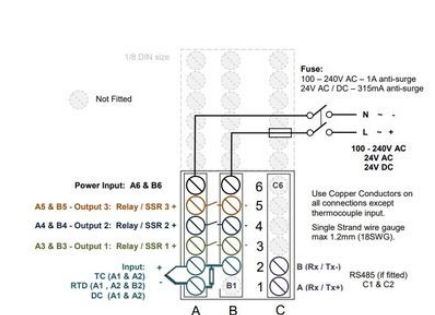 1/8 DIN size
Fuse:
100 – 240V AC – 1A anti-surge
24V AC / DC – 315mA anti-surge
Not Fitted
N ~ -
L ~ +
100 - 240V AC
24V AC
24V DC
Power Input: A6 & B6
6
C6
A5 & B5 - Output 3: Relay / SSR 3 +
-
5
A4 & B4 - Output 2: Relay / SSR 2 +
-
4
A3 & B3 - Output 1: Relay / SSR 1 +
-
3
Use Copper Conductors on
all connections except
thermocouple input.
Single Strand wire gauge
max 1.2mm (18SWG).
Input:
TC (A1 & A2)
RTD (A1 , A2 & B2)
DC (A1 & A2)
+
-
2
B1
1
B (Rx / Tx-)
A (Rx / Tx+)
RS485 (if fitted)
C1 & C2
A
B
C